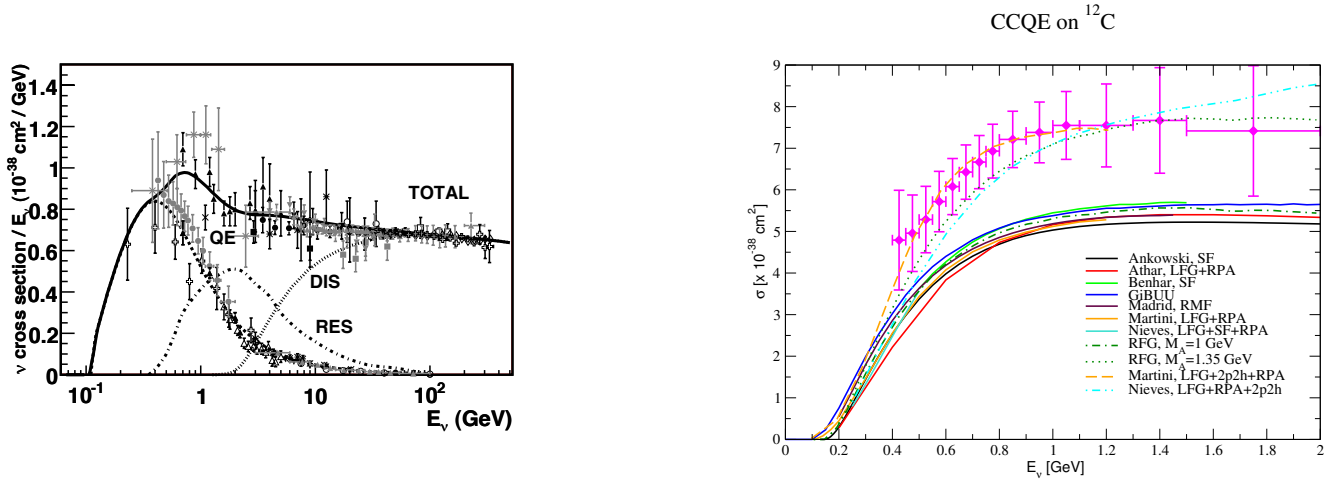 ν cross section / E_ν (10^-38 cm^2 / GeV)
1.4
1.2
1
0.8
0.6
0.4
0.2
0
TOTAL
QE
DIS
RES
10^-1
1
10
10^2
E_ν (GeV)
CCQE on ^12C
σ [x 10^-38 cm^2]
9
8
7
6
5
4
3
2
1
0
Ankowski, SF
Athar, LFG+RPA
Benhar, SF
GiBUU
Madrid, RMF
Martini, LFG+RPA
Nieves, LFG+SF+RPA
RFG, M_A=1 GeV
RFG, M_A=1.35 GeV
Martini, LFG+2p2h+RPA
Nieves, LFG+RPA+2p2h
0 0.2 0.4 0.6 0.8 1 1.2 1.4 1.6 1.8 2
E_ν [GeV]